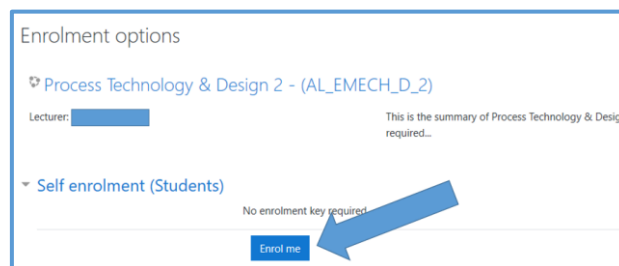 Enrolment options
Process Technology & Design 2 - (AL_EMECH_D_2)
Lecturer:
This is the summary of Process Technology & Desig
required...
Self enrolment (Students)
No enrolment key required
Enrol me